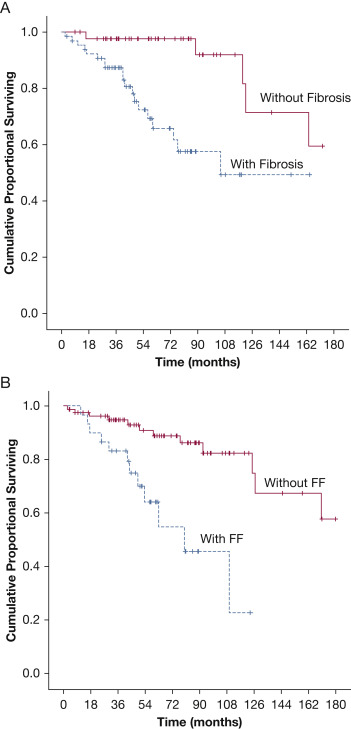 A
Cumulative Proportional Surviving
1.0
0.8
0.6
0.4
0.2
0.0
Without Fibrosis
With Fibrosis
0 18 36 54 72 90 108 126 144 162 180
Time (months)
B
Cumulative Proportional Surviving
1.0
0.8
0.6
0.4
0.2
0.0
Without FF
With FF
0 18 36 54 72 90 108 126 144 162 180
Time (months)